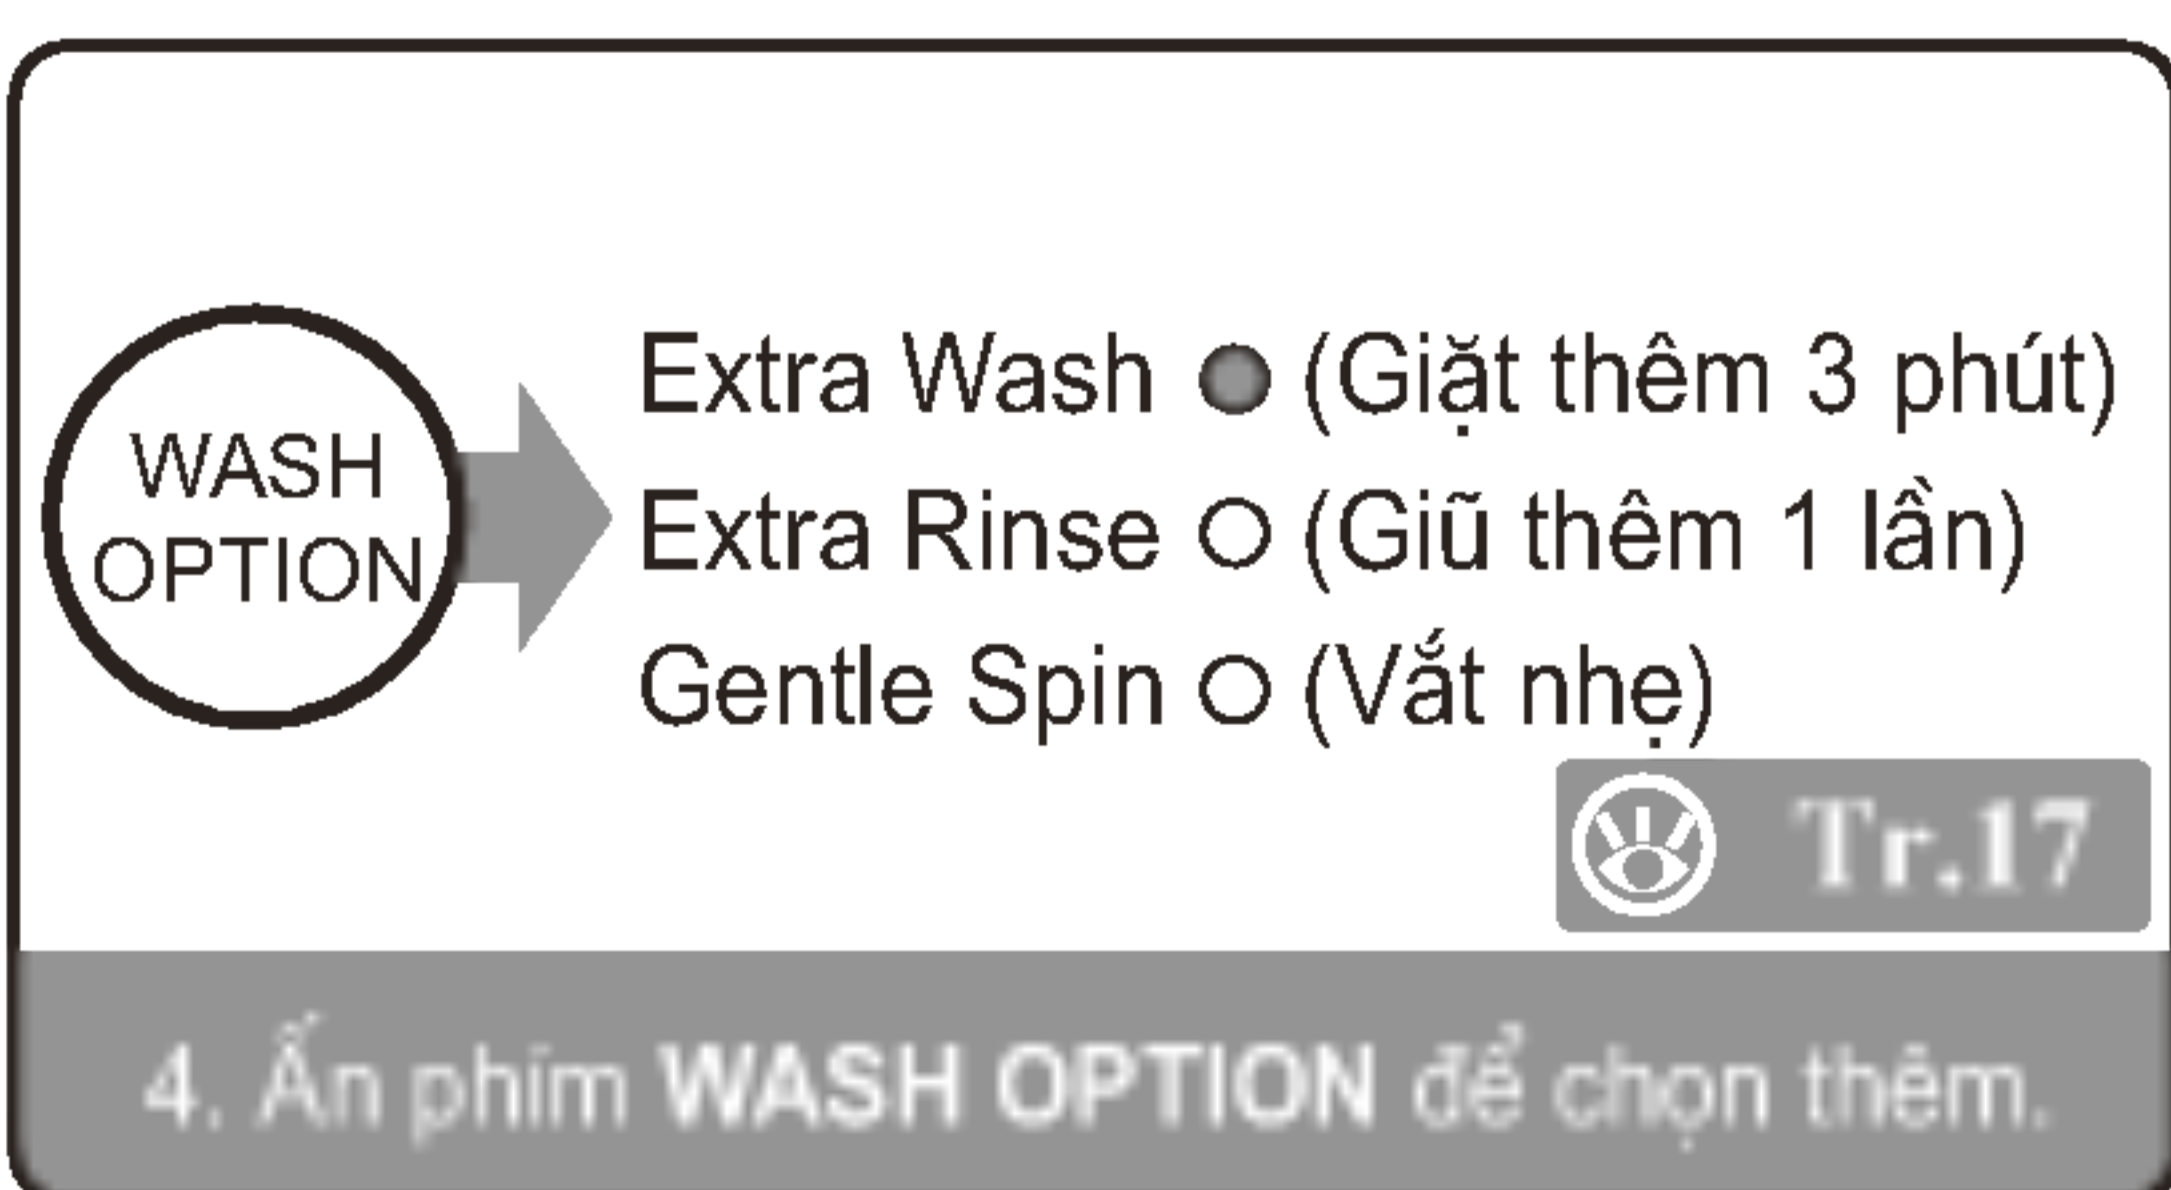 WASH
OPTION
Extra Wash (Giặt thêm 3 phút)
Extra Rinse (Giũ thêm 1 lần)
Gentle Spin (Vắt nhẹ)
Tr.17
4. Ấn phím WASH OPTION để chọn thêm.